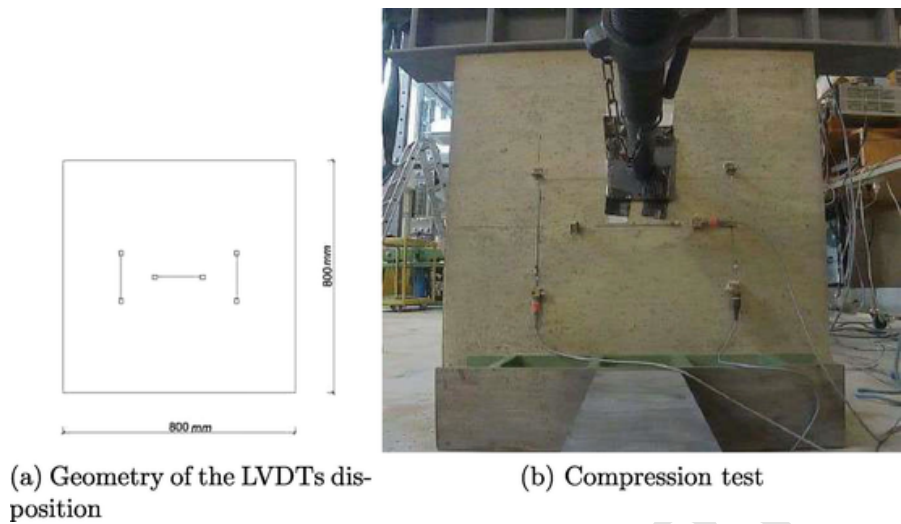 800 mm
800 mm
(a) Geometry of the LVDTs dis-
position
(b) Compression test